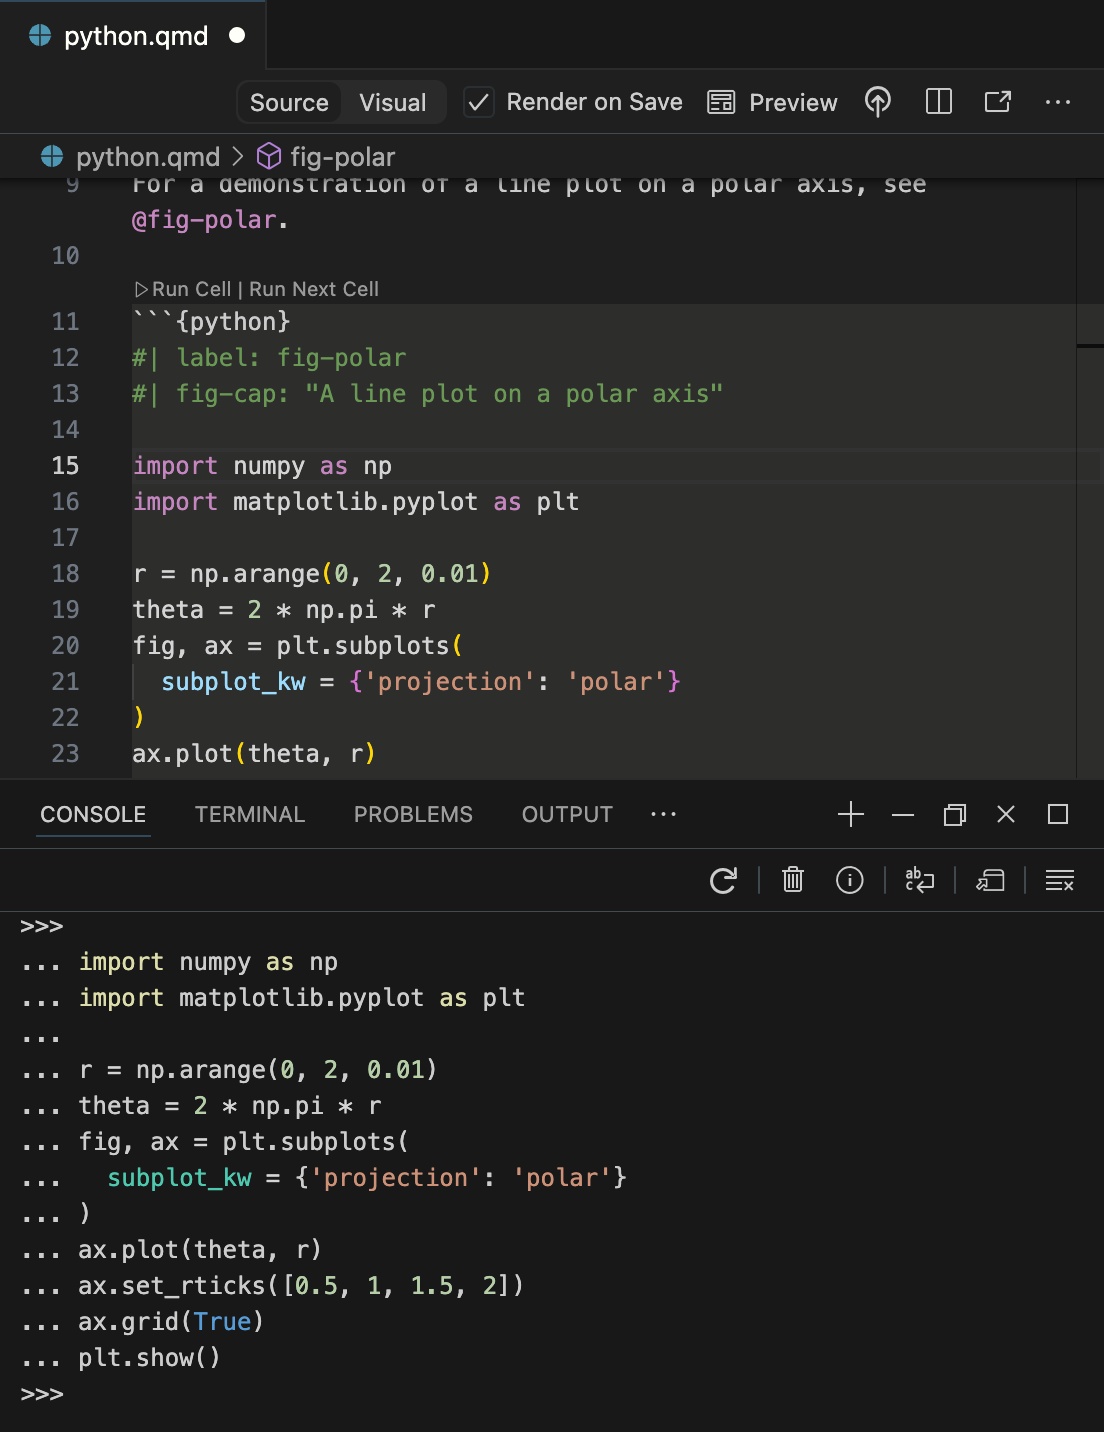 python.qmd
Source Visual Render on Save Preview
python.qmd fig-polar
9 For a demonstration of a line plot on a polar axis, see
@fig-polar.
10
Run Cell | Run Next Cell
11 ```{python}
12 #| label: fig-polar
13 #| fig-cap: "A line plot on a polar axis"
14
15 import numpy as np
16 import matplotlib.pyplot as plt
17
18 r = np.arange(0, 2, 0.01)
19 theta = 2 * np.pi * r
20 fig, ax = plt.subplots(
21   subplot_kw = {'projection': 'polar'}
22 )
23 ax.plot(theta, r)
CONSOLE TERMINAL PROBLEMS OUTPUT ...
ab c
>>>
... import numpy as np
... import matplotlib.pyplot as plt
...
... r = np.arange(0, 2, 0.01)
... theta = 2 * np.pi * r
... fig, ax = plt.subplots(
...   subplot_kw = {'projection': 'polar'}
... )
... ax.plot(theta, r)
... ax.set_rticks([0.5, 1, 1.5, 2])
... ax.grid(True)
... plt.show()
>>>